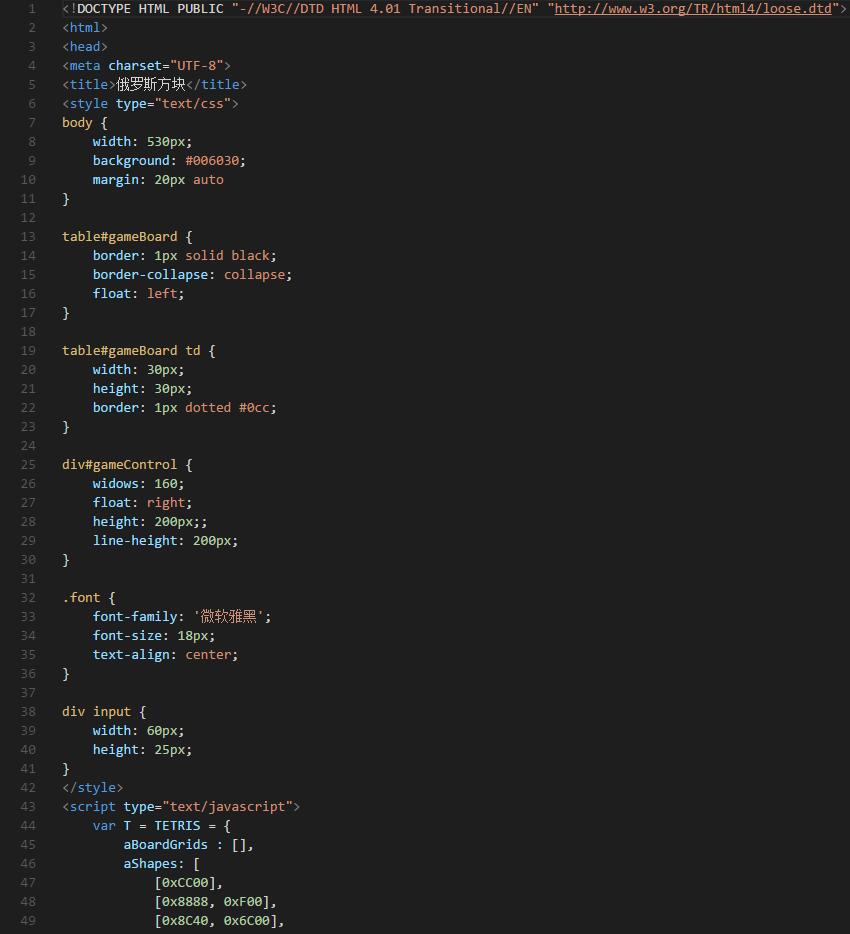 1 <!DOCTYPE HTML PUBLIC "-//W3C//DTD HTML 4.01 Transitional//EN" "http://www.w3.org/TR/html4/loose.dtd">
2 <html>
3 <head>
4 <meta charset="UTF-8">
5 <title>俄罗斯方块</title>
6 <style type="text/css">
7 body {
8     width: 530px;
9     background: #006030;
10     margin: 20px auto
11 }
12
13 table#gameBoard {
14     border: 1px solid black;
15     border-collapse: collapse;
16     float: left;
17 }
18
19 table#gameBoard td {
20     width: 30px;
21     height: 30px;
22     border: 1px dotted #0cc;
23 }
24
25 div#gameControl {
26     widows: 160;
27     float: right;
28     height: 200px;;
29     line-height: 200px;
30 }
31
32 .font {
33     font-family: '微软雅黑';
34     font-size: 18px;
35     text-align: center;
36 }
37
38 div input {
39     width: 60px;
40     height: 25px;
41 }
42 </style>
43 <script type="text/javascript">
44     var T = TETRIS = {
45         aBoardGrids : [],
46         aShapes: [
47             [0xCC00],
48             [0x8888, 0xF00],
49             [0x8C40, 0x6C00],